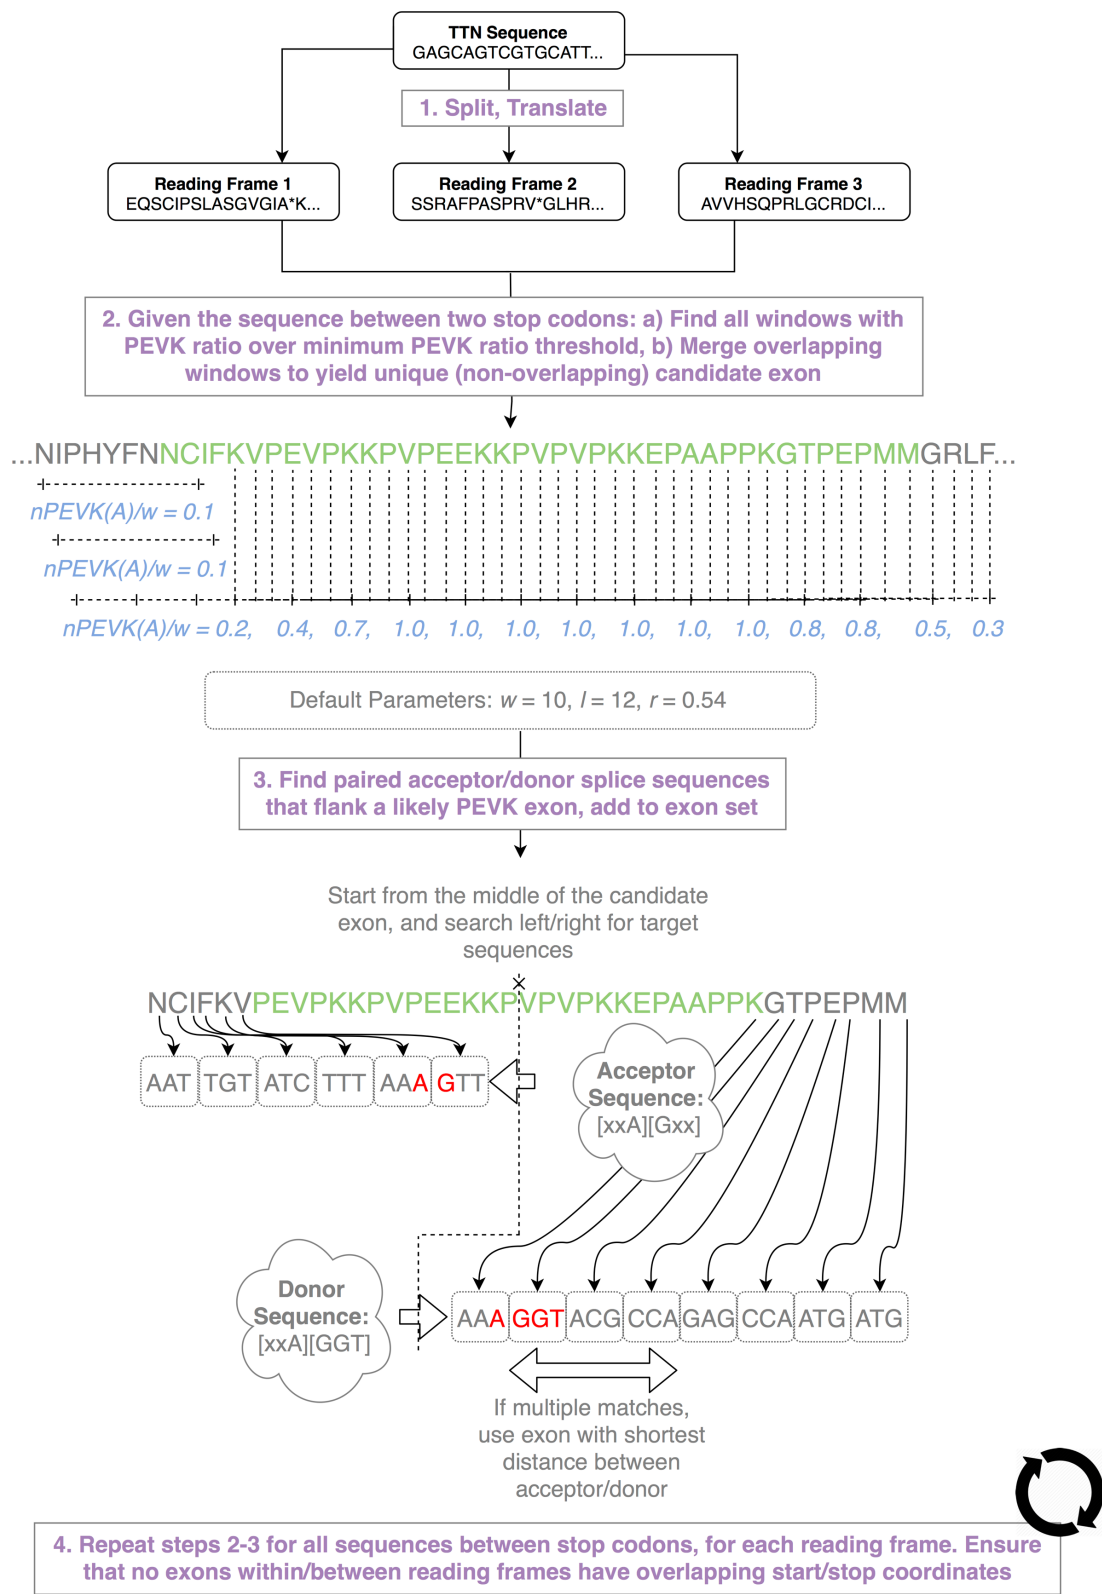 TTN Sequence
GAGCAGTCGTGCATT...
1. Split, Translate
Reading Frame 1
EQSCIPSLASGVGIA*K...
Reading Frame 2
SSRAFPASPRV*GLHR...
Reading Frame 3
AVVHSQPRLGCRDCI...
2. Given the sequence between two stop codons: a) Find all windows with
PEVK ratio over minimum PEVK ratio threshold, b) Merge overlapping
windows to yield unique (non-overlapping) candidate exon
...NIPHYFNNCIFKVPEVPKKPVPEEKKPVPVPKKEPAAPPKGTPEPMMGRLF...
nPEVK(A)/w = 0.1
nPEVK(A)/w = 0.1
nPEVK(A)/w = 0.2, 0.4, 0.7, 1.0, 1.0, 1.0, 1.0, 1.0, 1.0, 1.0, 0.8, 0.8, 0.5, 0.3
Default Parameters: w = 10, l = 12, r = 0.54
3. Find paired acceptor/donor splice sequences
that flank a likely PEVK exon, add to exon set
Start from the middle of the candidate
exon, and search left/right for target
sequences
NCIFKVPEVPKKPVPEEKKPVPVPKKEPAAPPKGTPEPMM
AAT TGT ATC TTT AAA GTT
Acceptor
Sequence:
[xxA][Gxx]
Donor
Sequence:
[xxA][GGT]
AAA GGT ACG CCA GAG CCA ATG ATG
If multiple matches,
use exon with shortest
distance between
acceptor/donor
4. Repeat steps 2-3 for all sequences between stop codons, for each reading frame. Ensure
that no exons within/between reading frames have overlapping start/stop coordinates